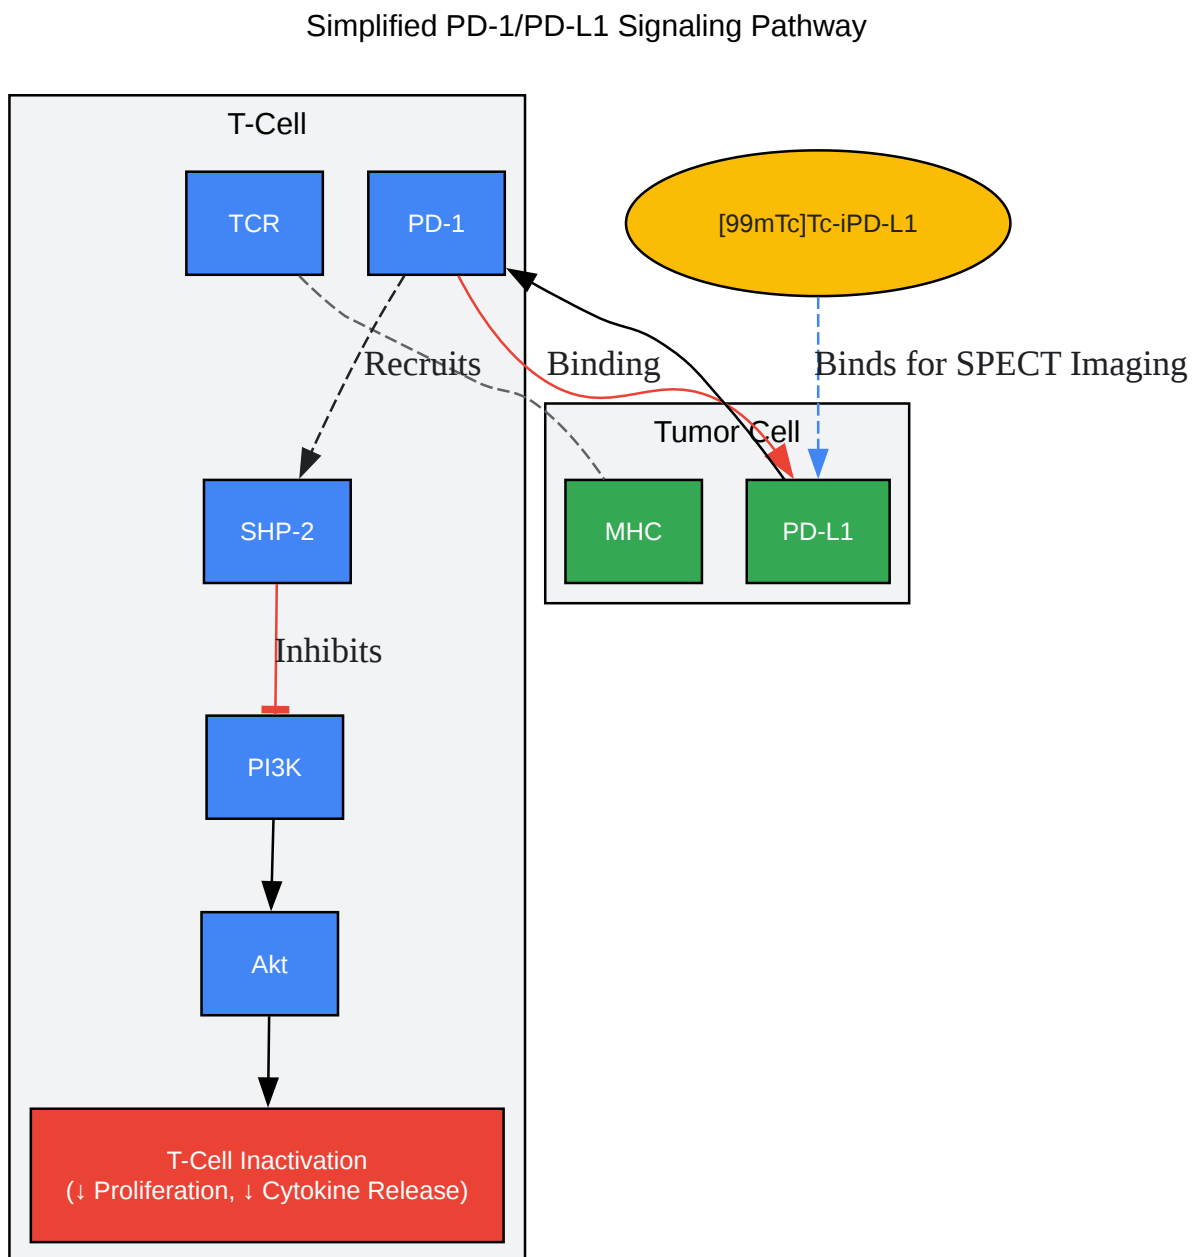 Simplified PD-1/PD-L1 Signaling Pathway
T-Cell
TCR
PD-1
[99mTc]Tc-iPD-L1
Recruits
Binding
Binds for SPECT Imaging
Tumor Cell
SHP-2
MHC
PD-L1
Inhibits
PI3K
Akt
T-Cell Inactivation
(↓ Proliferation, ↓ Cytokine Release)